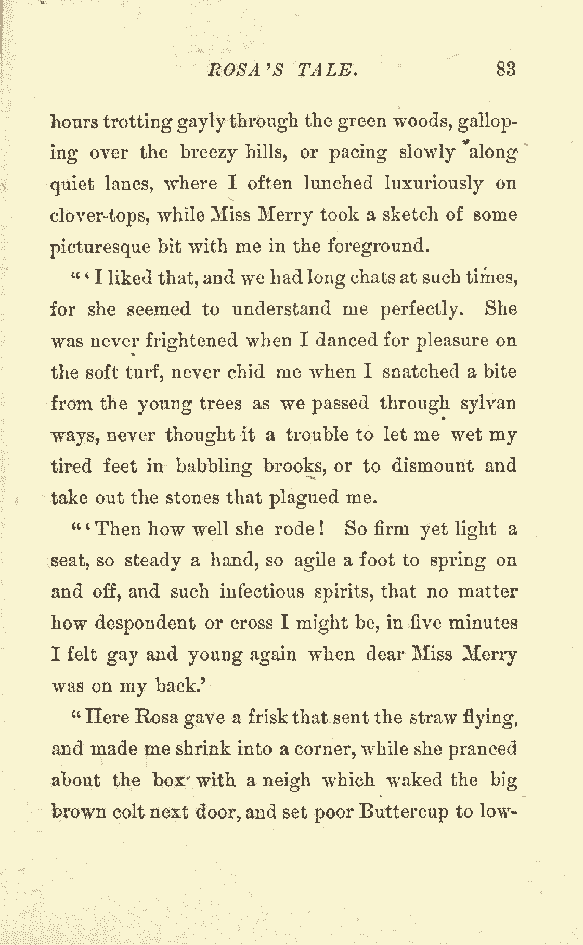 ROSA'S TALE. 83
hours trotting gayly through the green woods, gallop-
ing over the breezy hills, or pacing slowly along
quiet lanes, where I often lunched luxuriously on
clover-tops, while Miss Merry took a sketch of some
picturesque bit with me in the foreground.
"'I liked that, and we had long chats at such times,
for she seemed to understand me perfectly. She
was never frightened when I danced for pleasure on
the soft turf, never chid me when I snatched a bite
from the young trees as we passed through sylvan
ways, never thought it a trouble to let me wet my
tired feet in babbling brooks, or to dismount and
take out the stones that plagued me.
"'Then how well she rode! So firm yet light a
seat, so steady a hand, so agile a foot to spring on
and off, and such infectious spirits, that no matter
how despondent or cross I might be, in five minutes
I felt gay and young again when dear Miss Merry
was on my back.'
"Here Rosa gave a frisk that sent the straw flying,
and made me shrink into a corner, while she pranced
about the box with a neigh which waked the big
brown colt next door, and set poor Buttercup to low-